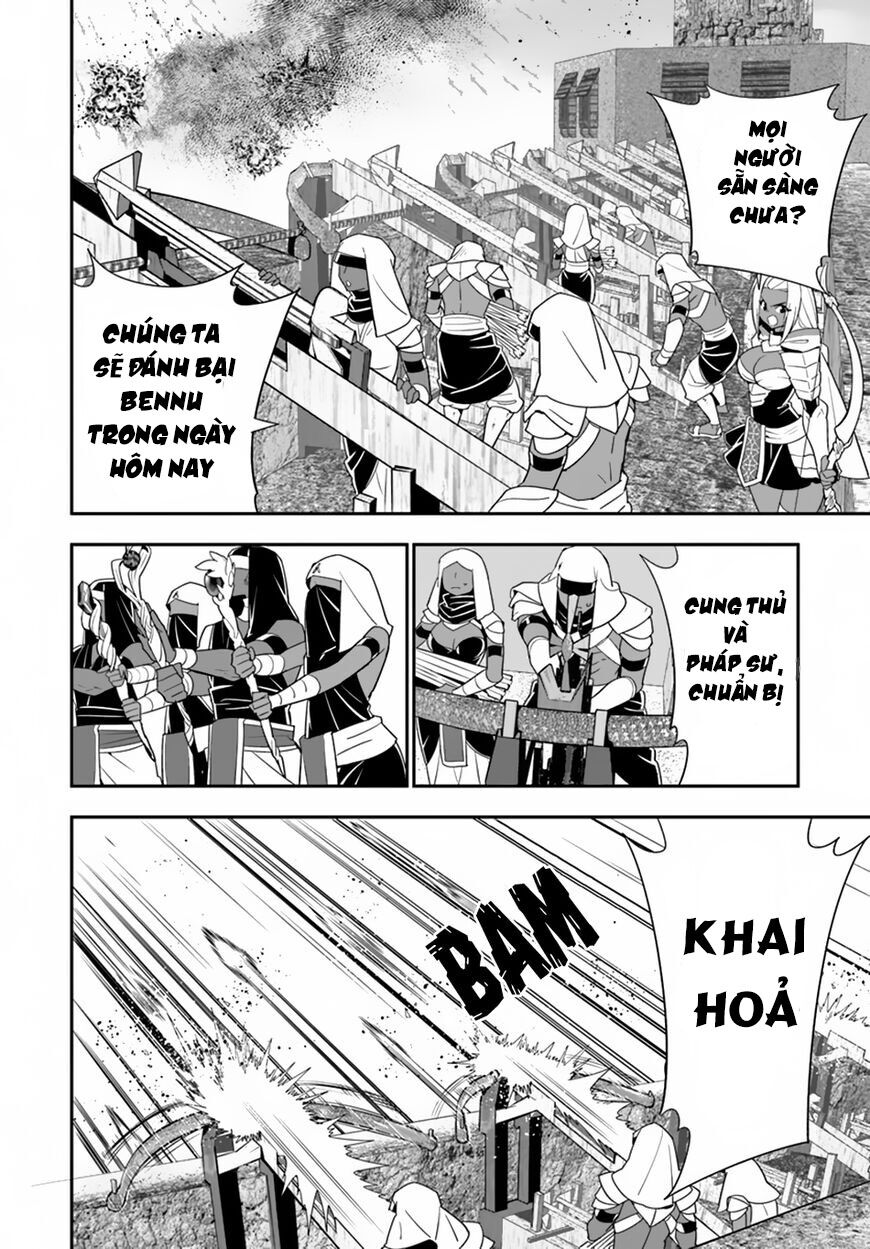 MỌI
NGƯỜI
SẴN SÀNG
CHƯA?
CHÚNG TA
SẼ ĐÁNH BẠI
BENNU
TRONG NGÀY
HÔM NAY
CUNG THỦ
VÀ
PHÁP SƯ,
CHUẨN BỊ
KHAI
HOẢ
BAM